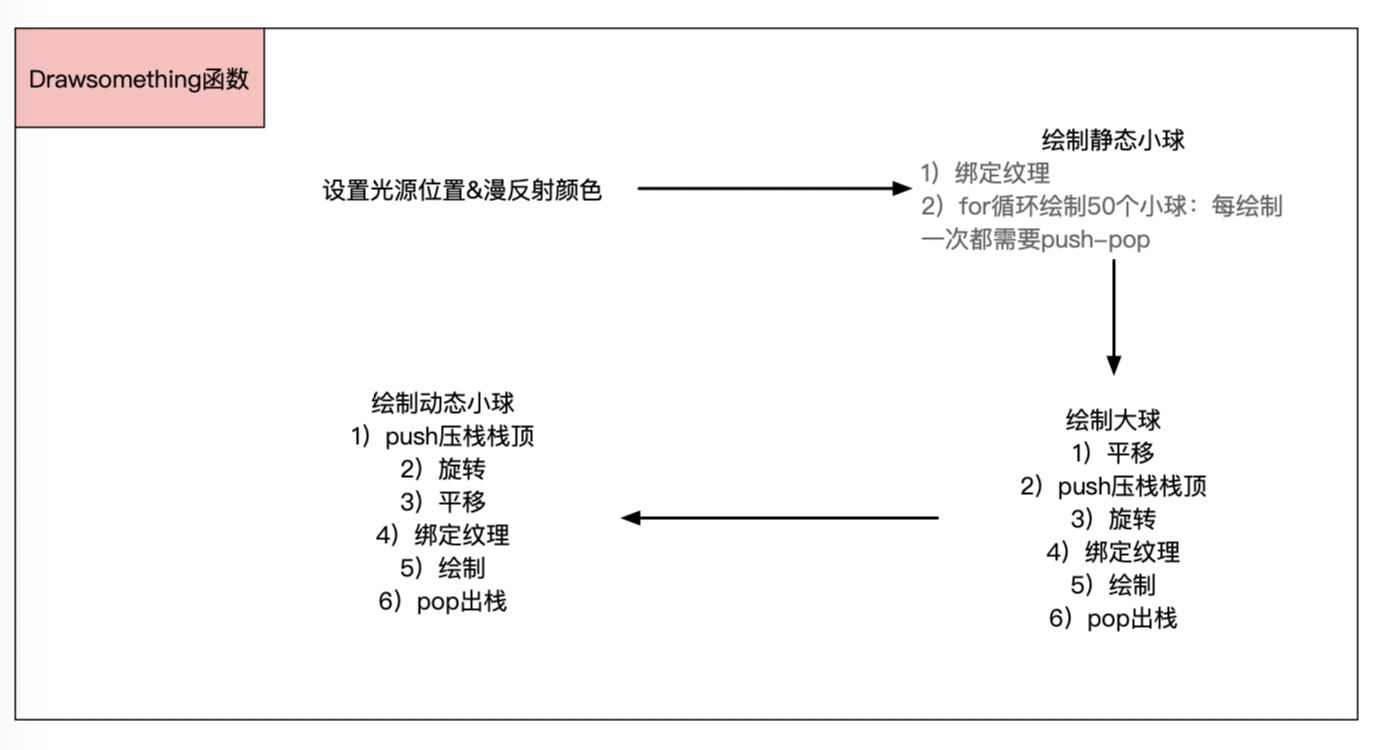 Drawsomething函数
设置光源位置&漫反射颜色
绘制静态小球
1）绑定纹理
2）for循环绘制50个小球：每绘制
一次都需要push-pop
绘制大球
1）平移
2）push压栈栈顶
3）旋转
4）绑定纹理
5）绘制
6）pop出栈
绘制动态小球
1）push压栈栈顶
2）旋转
3）平移
4）绑定纹理
5）绘制
6）pop出栈